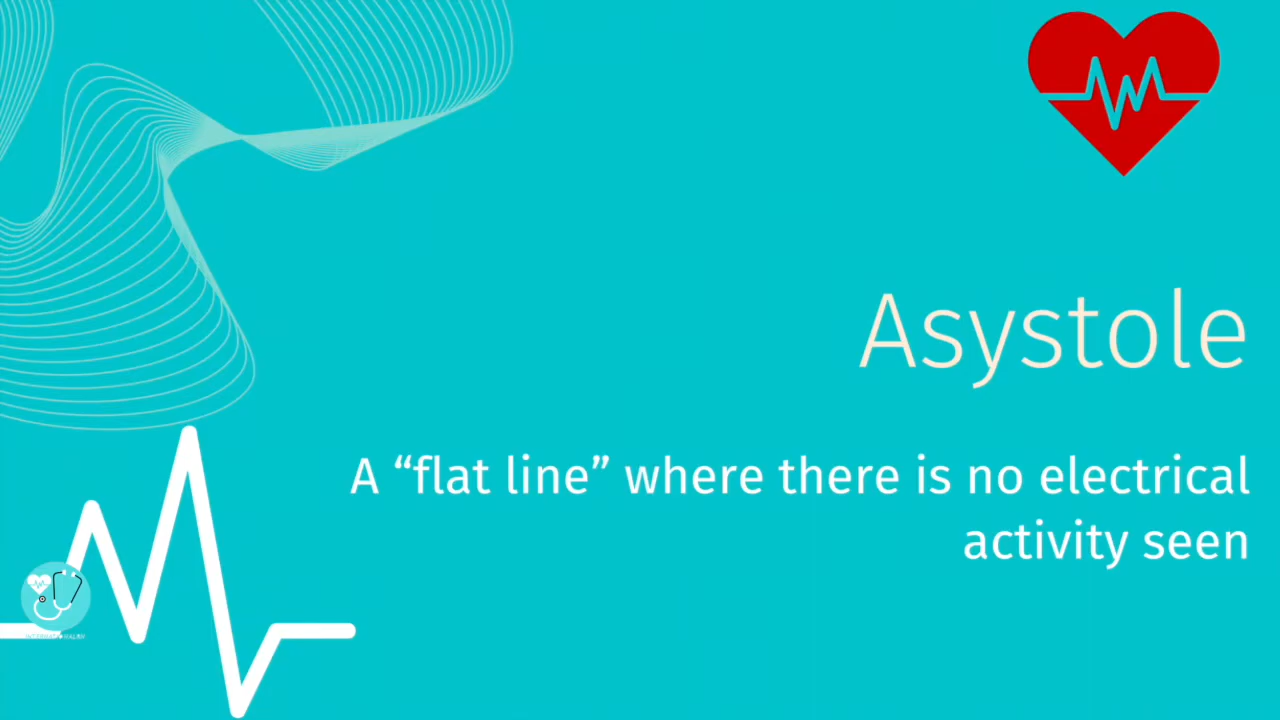 Asystole
A “flat line” where there is no electrical
activity seen